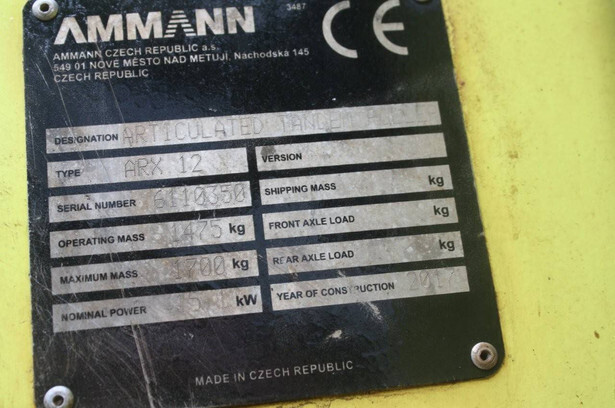 AMMANN
3487
CE
AMMANN CZECH REPUBLIC a.s.
549 01 NOVÉ MĚSTO NAD METUJÍ, Náchodská 145
CZECH REPUBLIC
DESIGNATION ARTICULATED TANDEM
TYPE ARX 12
VERSION
SERIAL NUMBER 6110350
SHIPPING MASS kg
OPERATING MASS 1475 kg
FRONT AXLE LOAD kg
MAXIMUM MASS 1700 kg
REAR AXLE LOAD kg
NOMINAL POWER kW
YEAR OF CONSTRUCTION 2017
MADE IN CZECH REPUBLIC